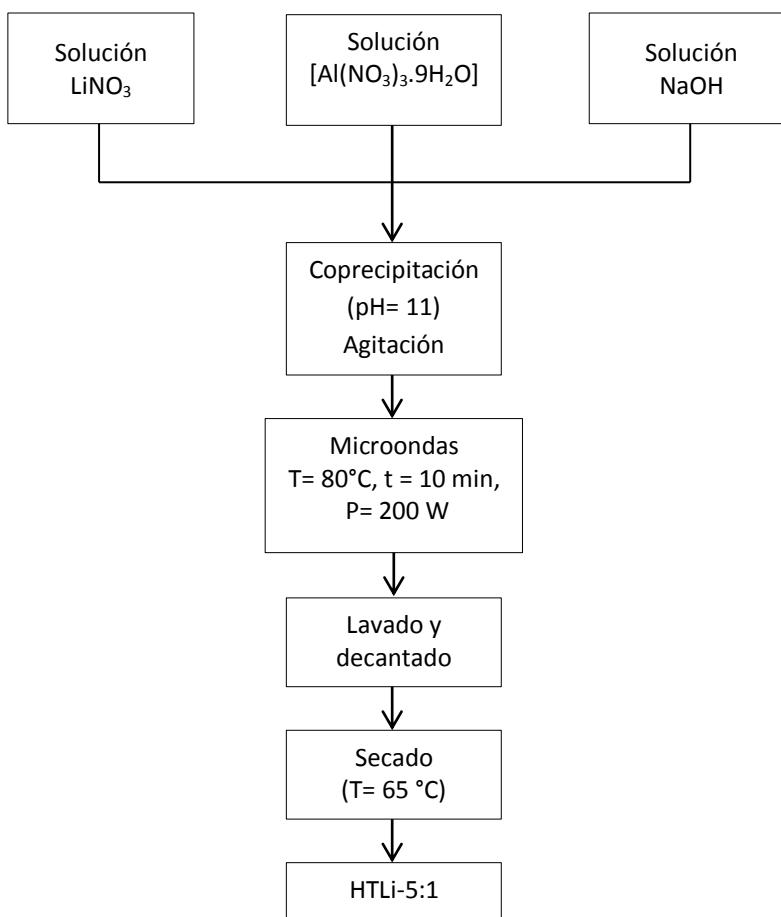 Solución
LiNO₃
Solución
[Al(NO₃)₃.9H₂O]
Solución
NaOH
Coprecipitación
(pH= 11)
Agitación
Microondas
T= 80°C, t = 10 min,
P= 200 W
Lavado y
decantado
Secado
(T= 65 °C)
HTLi-5:1